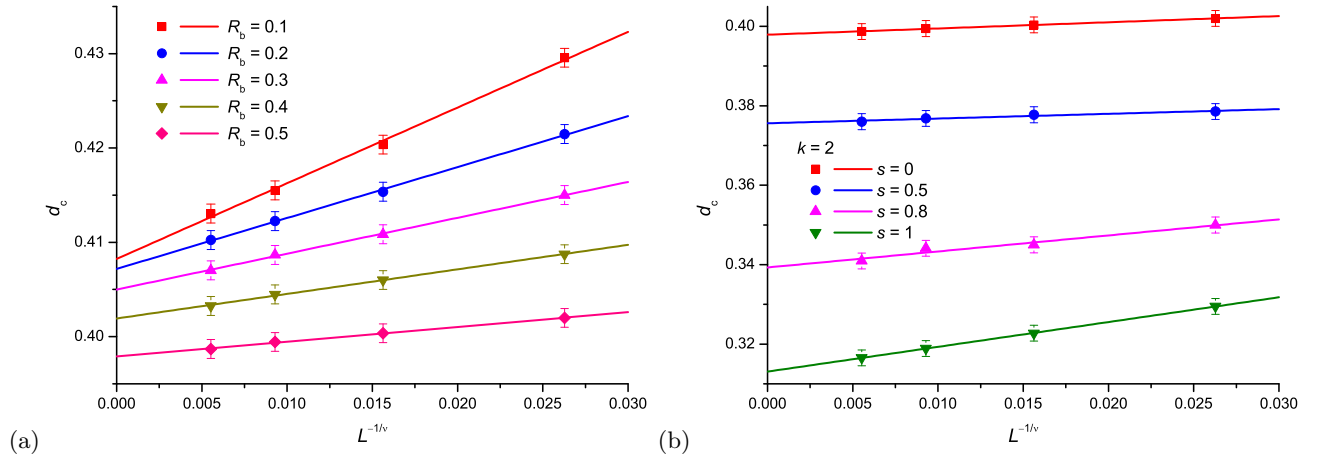 R_b = 0.1
R_b = 0.2
R_b = 0.3
R_b = 0.4
R_b = 0.5
0.43
0.42
0.41
0.40
d_c
0.000 0.005 0.010 0.015 0.020 0.025 0.030
L^{-1/ν}
(a)
0.40
0.38
0.36
0.34
0.32
d_c
k = 2
s = 0
s = 0.5
s = 0.8
s = 1
0.000 0.005 0.010 0.015 0.020 0.025 0.030
L^{-1/ν}
(b)